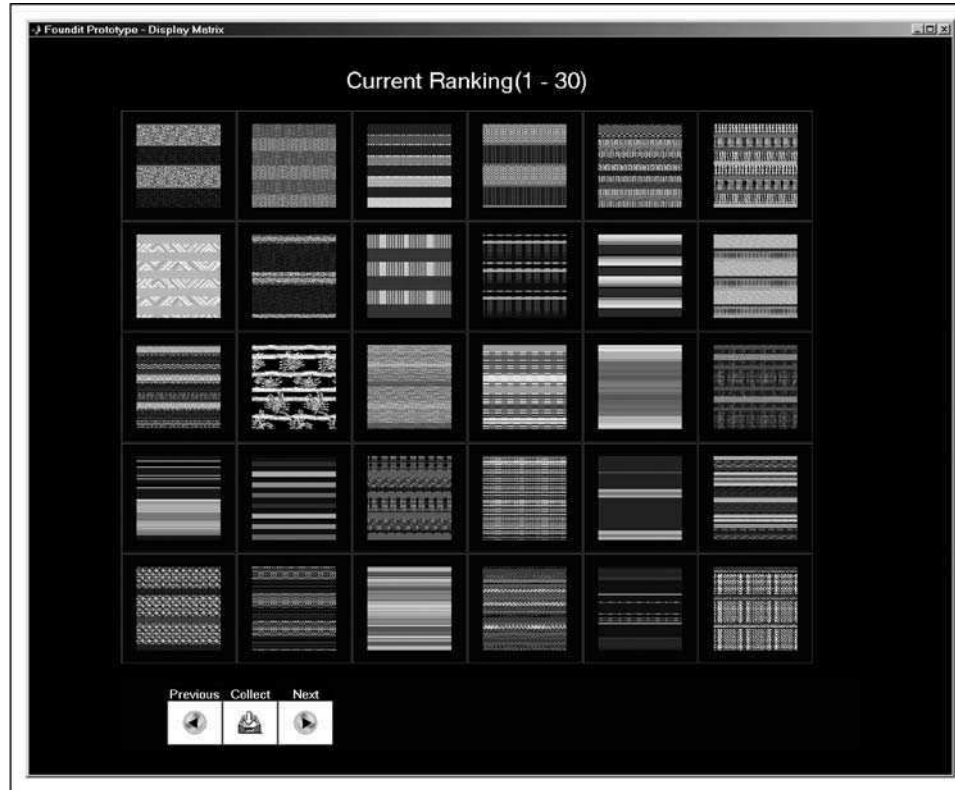 Foundit Prototype - Display Matrix
Current Ranking(1 - 30)
Previous Collect Next